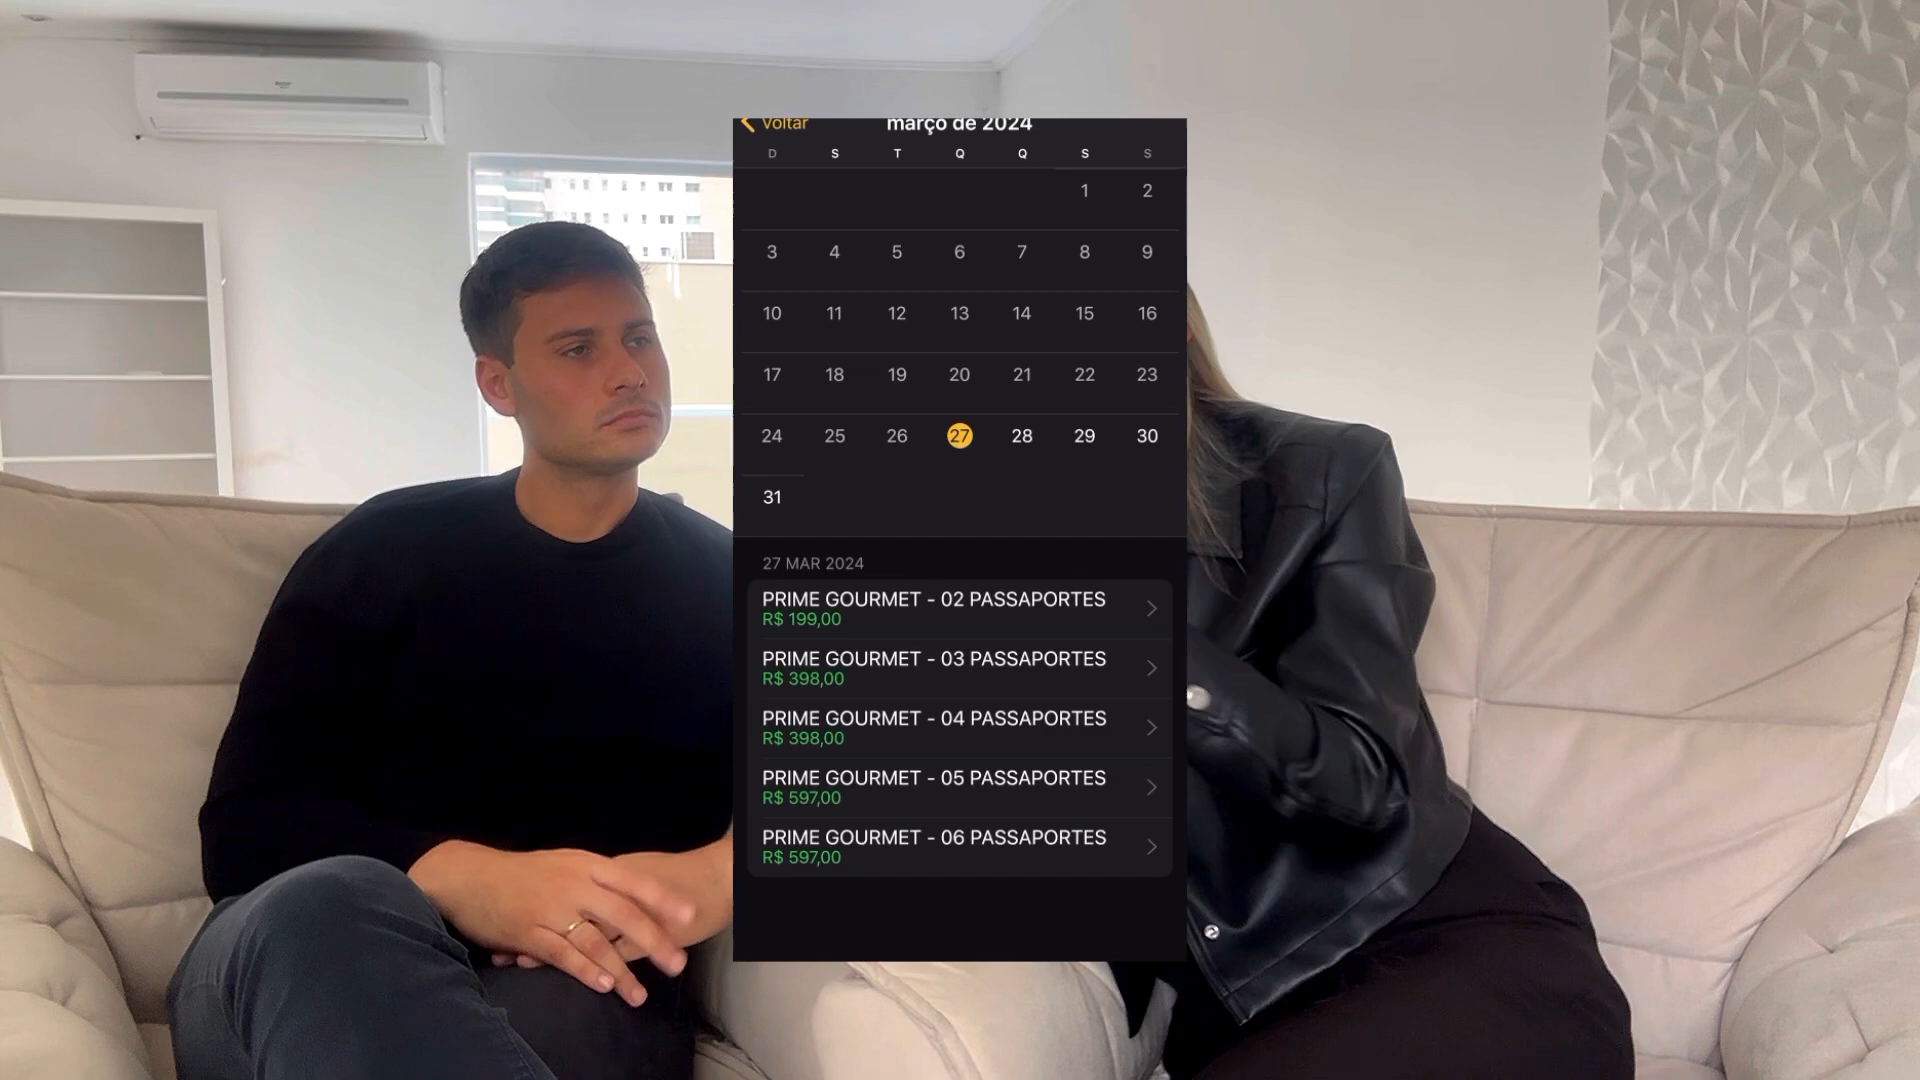 Voltar março de 2024
D S T Q Q S S
1 2
3 4 5 6 7 8 9
10 11 12 13 14 15 16
17 18 19 20 21 22 23
24 25 26 27 28 29 30
31
27 MAR 2024
PRIME GOURMET - 02 PASSAPORTES
R$ 199,00
PRIME GOURMET - 03 PASSAPORTES
R$ 398,00
PRIME GOURMET - 04 PASSAPORTES
R$ 398,00
PRIME GOURMET - 05 PASSAPORTES
R$ 597,00
PRIME GOURMET - 06 PASSAPORTES
R$ 597,00